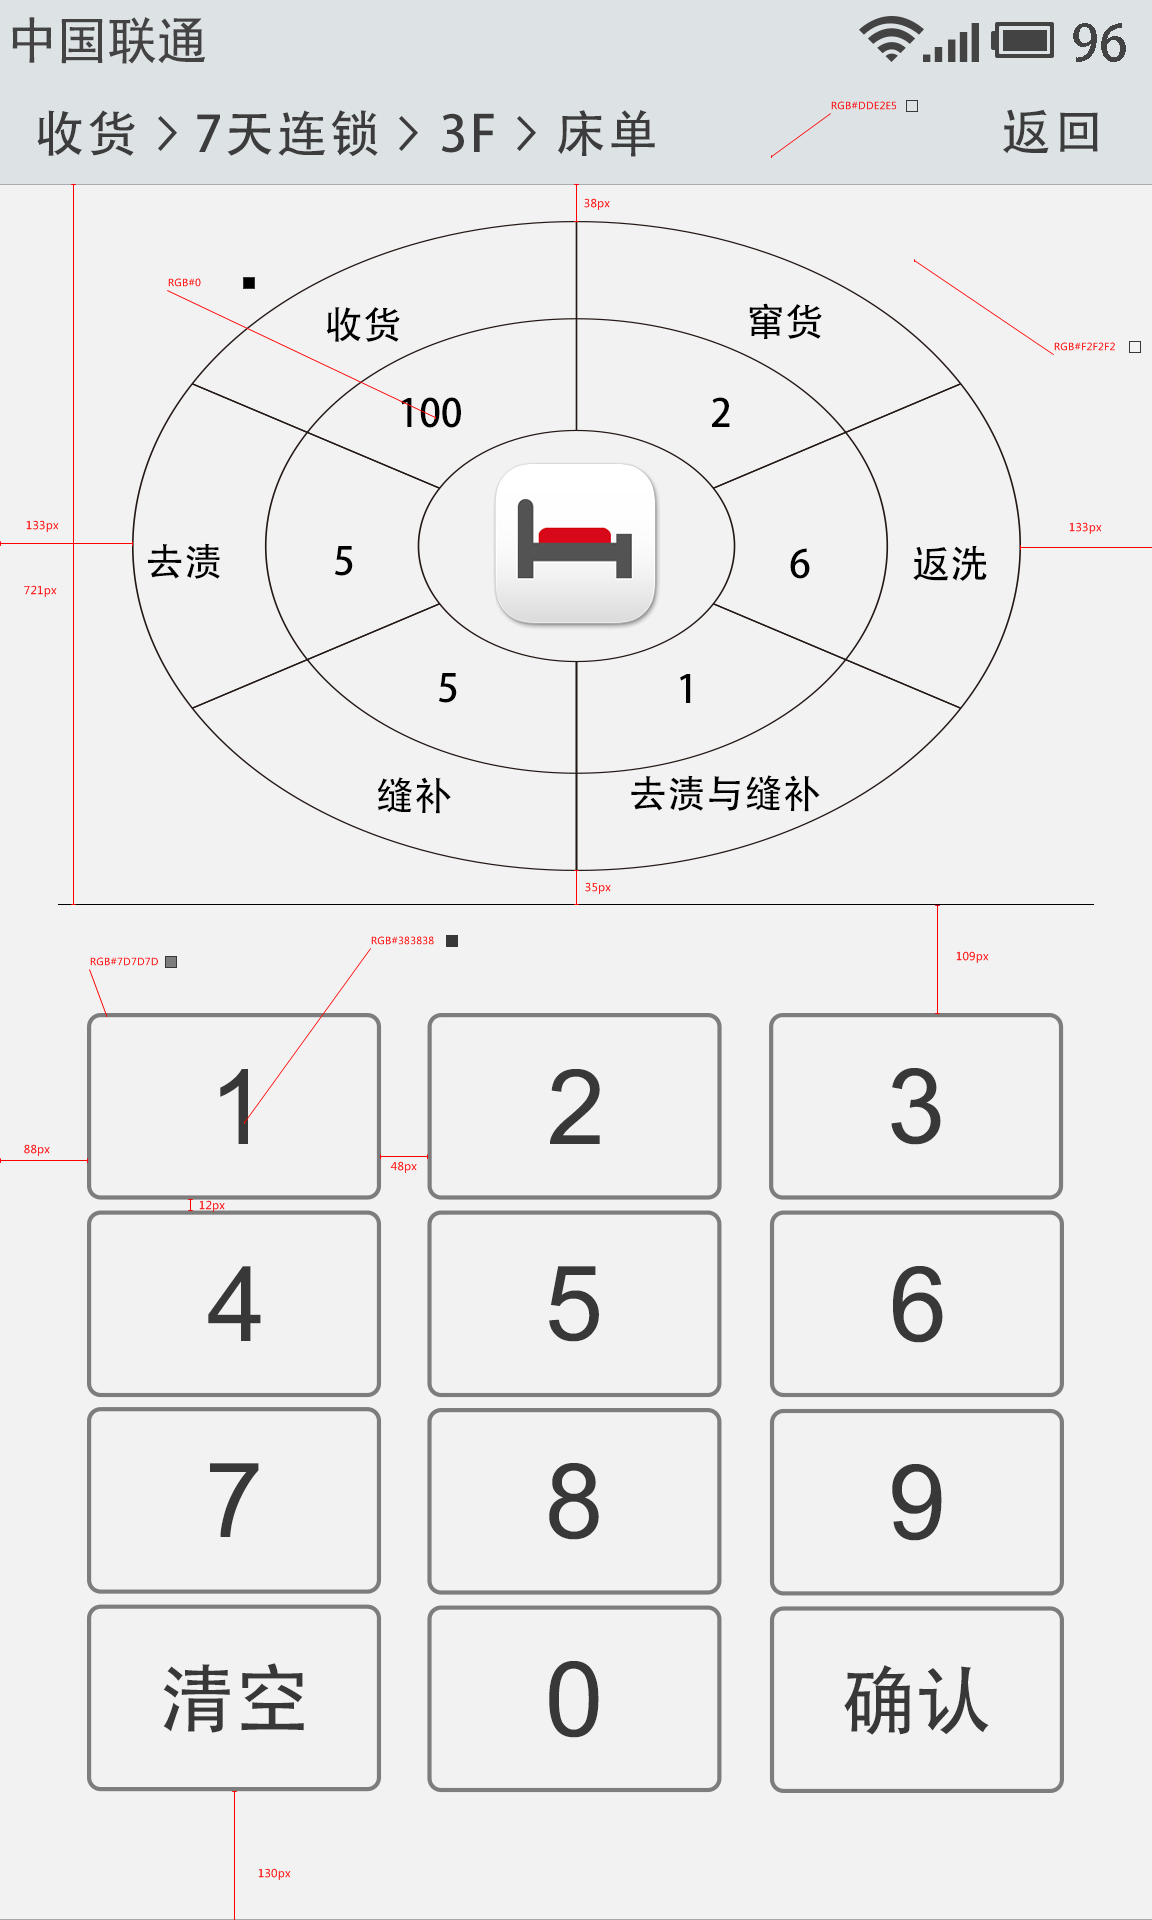 中国联通 96
收货 > 7天连锁 > 3F > 床单 返回
RGB#DDE2E5
38px
RGB#0
收货
窜货
RGB#F2F2F2
100
2
133px
133px
去渍
5
6
返洗
721px
5
1
缝补
去渍与缝补
35px
RGB#383838
RGB#7D7D7D
109px
1 2 3
88px
48px
12px
4 5 6
7 8 9
清空 0 确认
130px